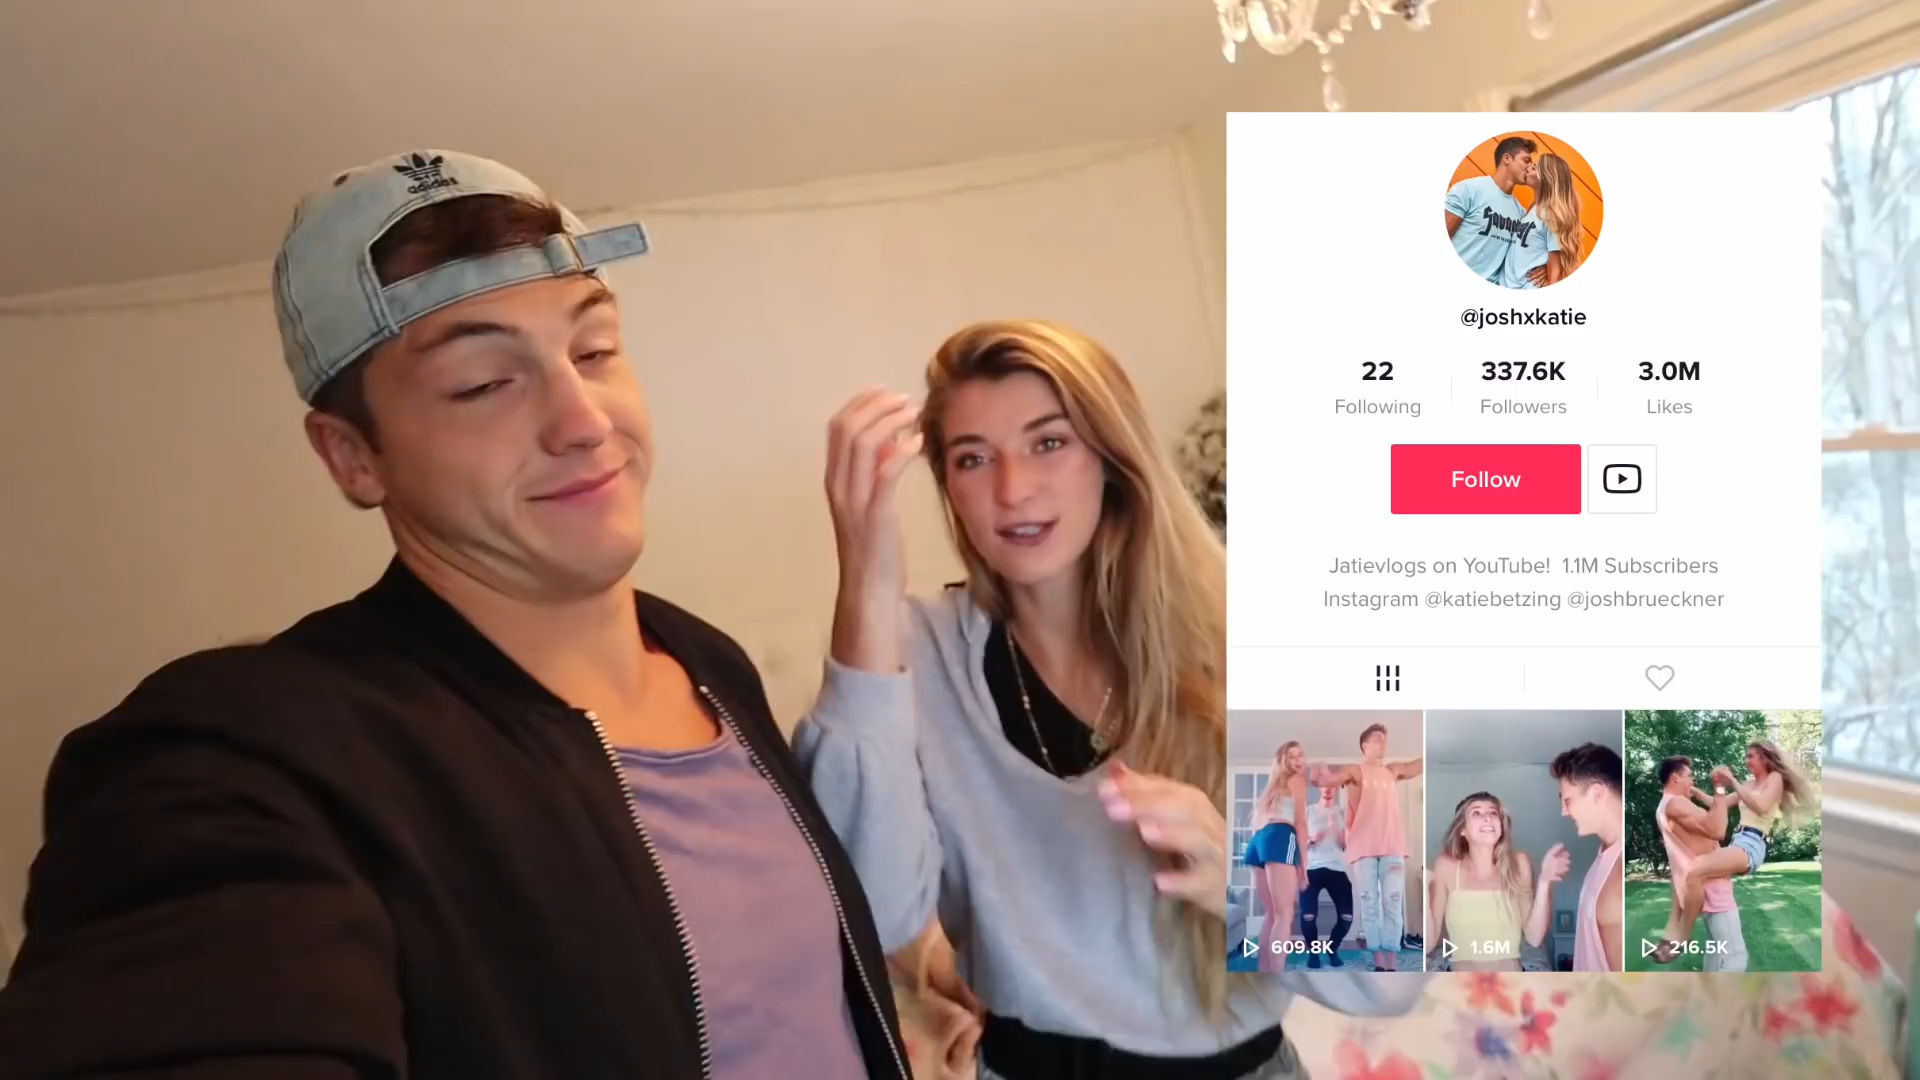 adidas
@joshxkatie
22
337.6K
3.0M
Following
Followers
Likes
Follow
Jatievlogs on YouTube! 1.1M Subscribers
Instagram @katiebetzing @joshbrueckner
609.8K
1.6M
216.5K